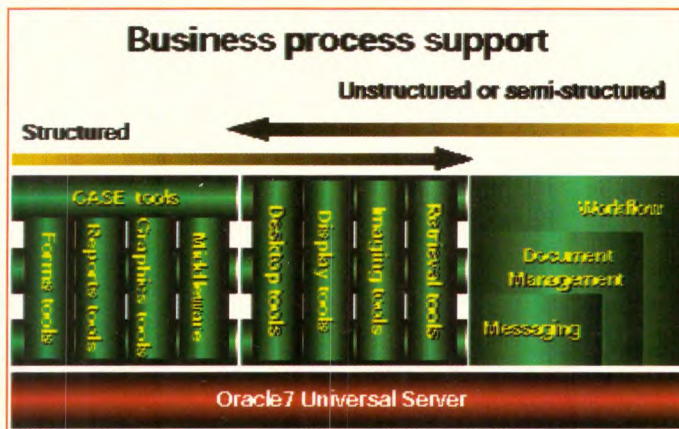 Business process support
Unstructured or semi-structured
Structured
CASE tools
Forms tools
Reports tools
Graphics tools
Middleware
Desktop tools
Display tools
Imaging tools
Retrieval tools
Workflow
Document
Management
Messaging
Oracle7 Universal Server